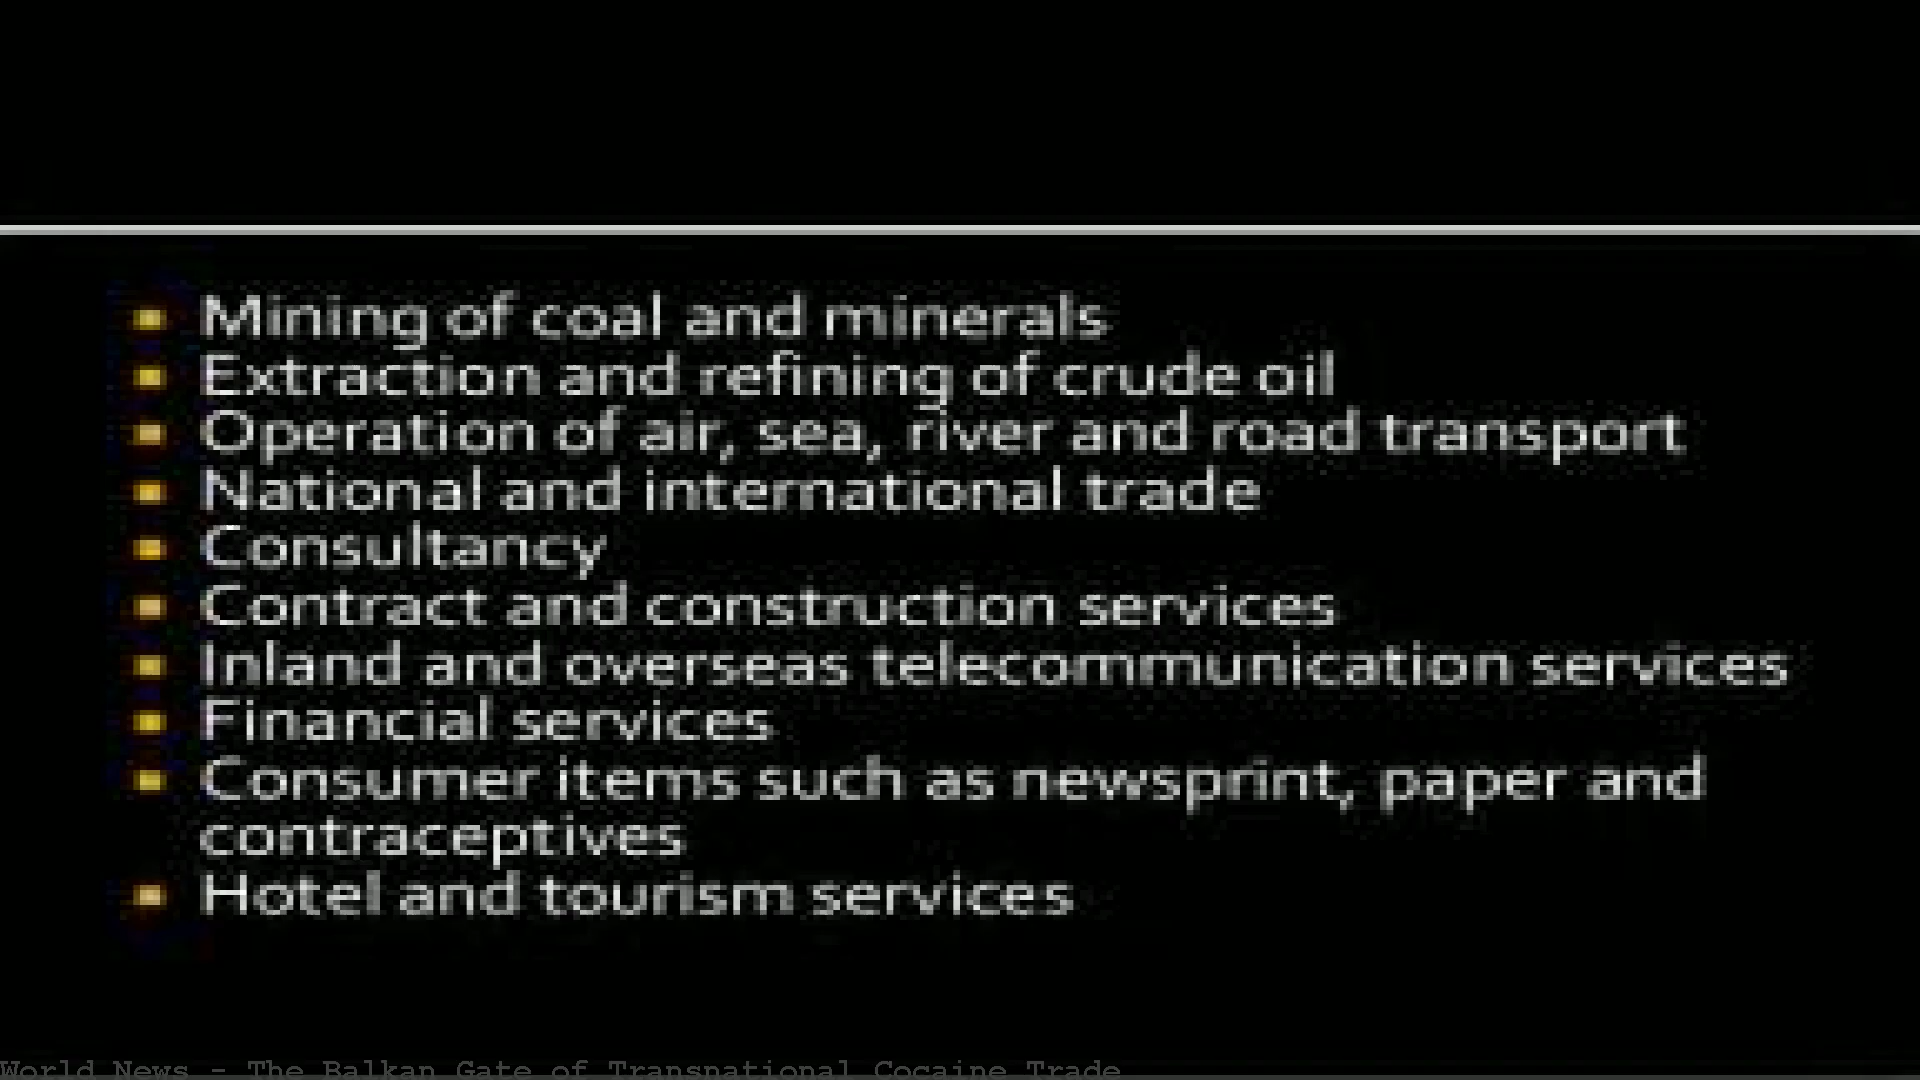 Mining of coal and minerals
Extraction and refining of crude oil
Operation of air, sea, river and road transport
National and international trade
Consultancy
Contract and construction services
Inland and overseas telecommunication services
Financial services
Consumer items such as newsprint, paper and
contraceptives
Hotel and tourism services
World News - The Balkan Gate of Transnational Cocaine Trade